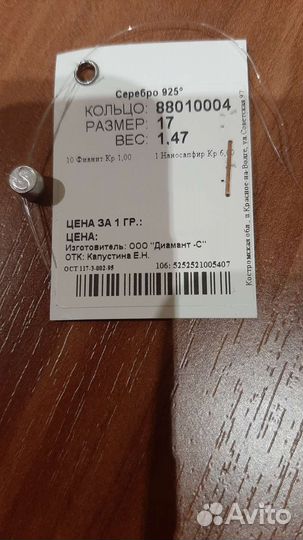 Серебро 925°
КОЛЬЦО: 88010004
РАЗМЕР: 17
ВЕС: 1.47
10 Фианит Кр 1,00 1 Наносапфир Кр 6,00
ЦЕНА ЗА 1 ГР.:
ЦЕНА:
Изготовитель: ООО "Диамант -С"
ОТК: Капустина Е.Н.
ОСТ 117-3-002-95 106: 5252521005407
Костромская обл., п.Красное-на-Волге, ул.Советская
Avito